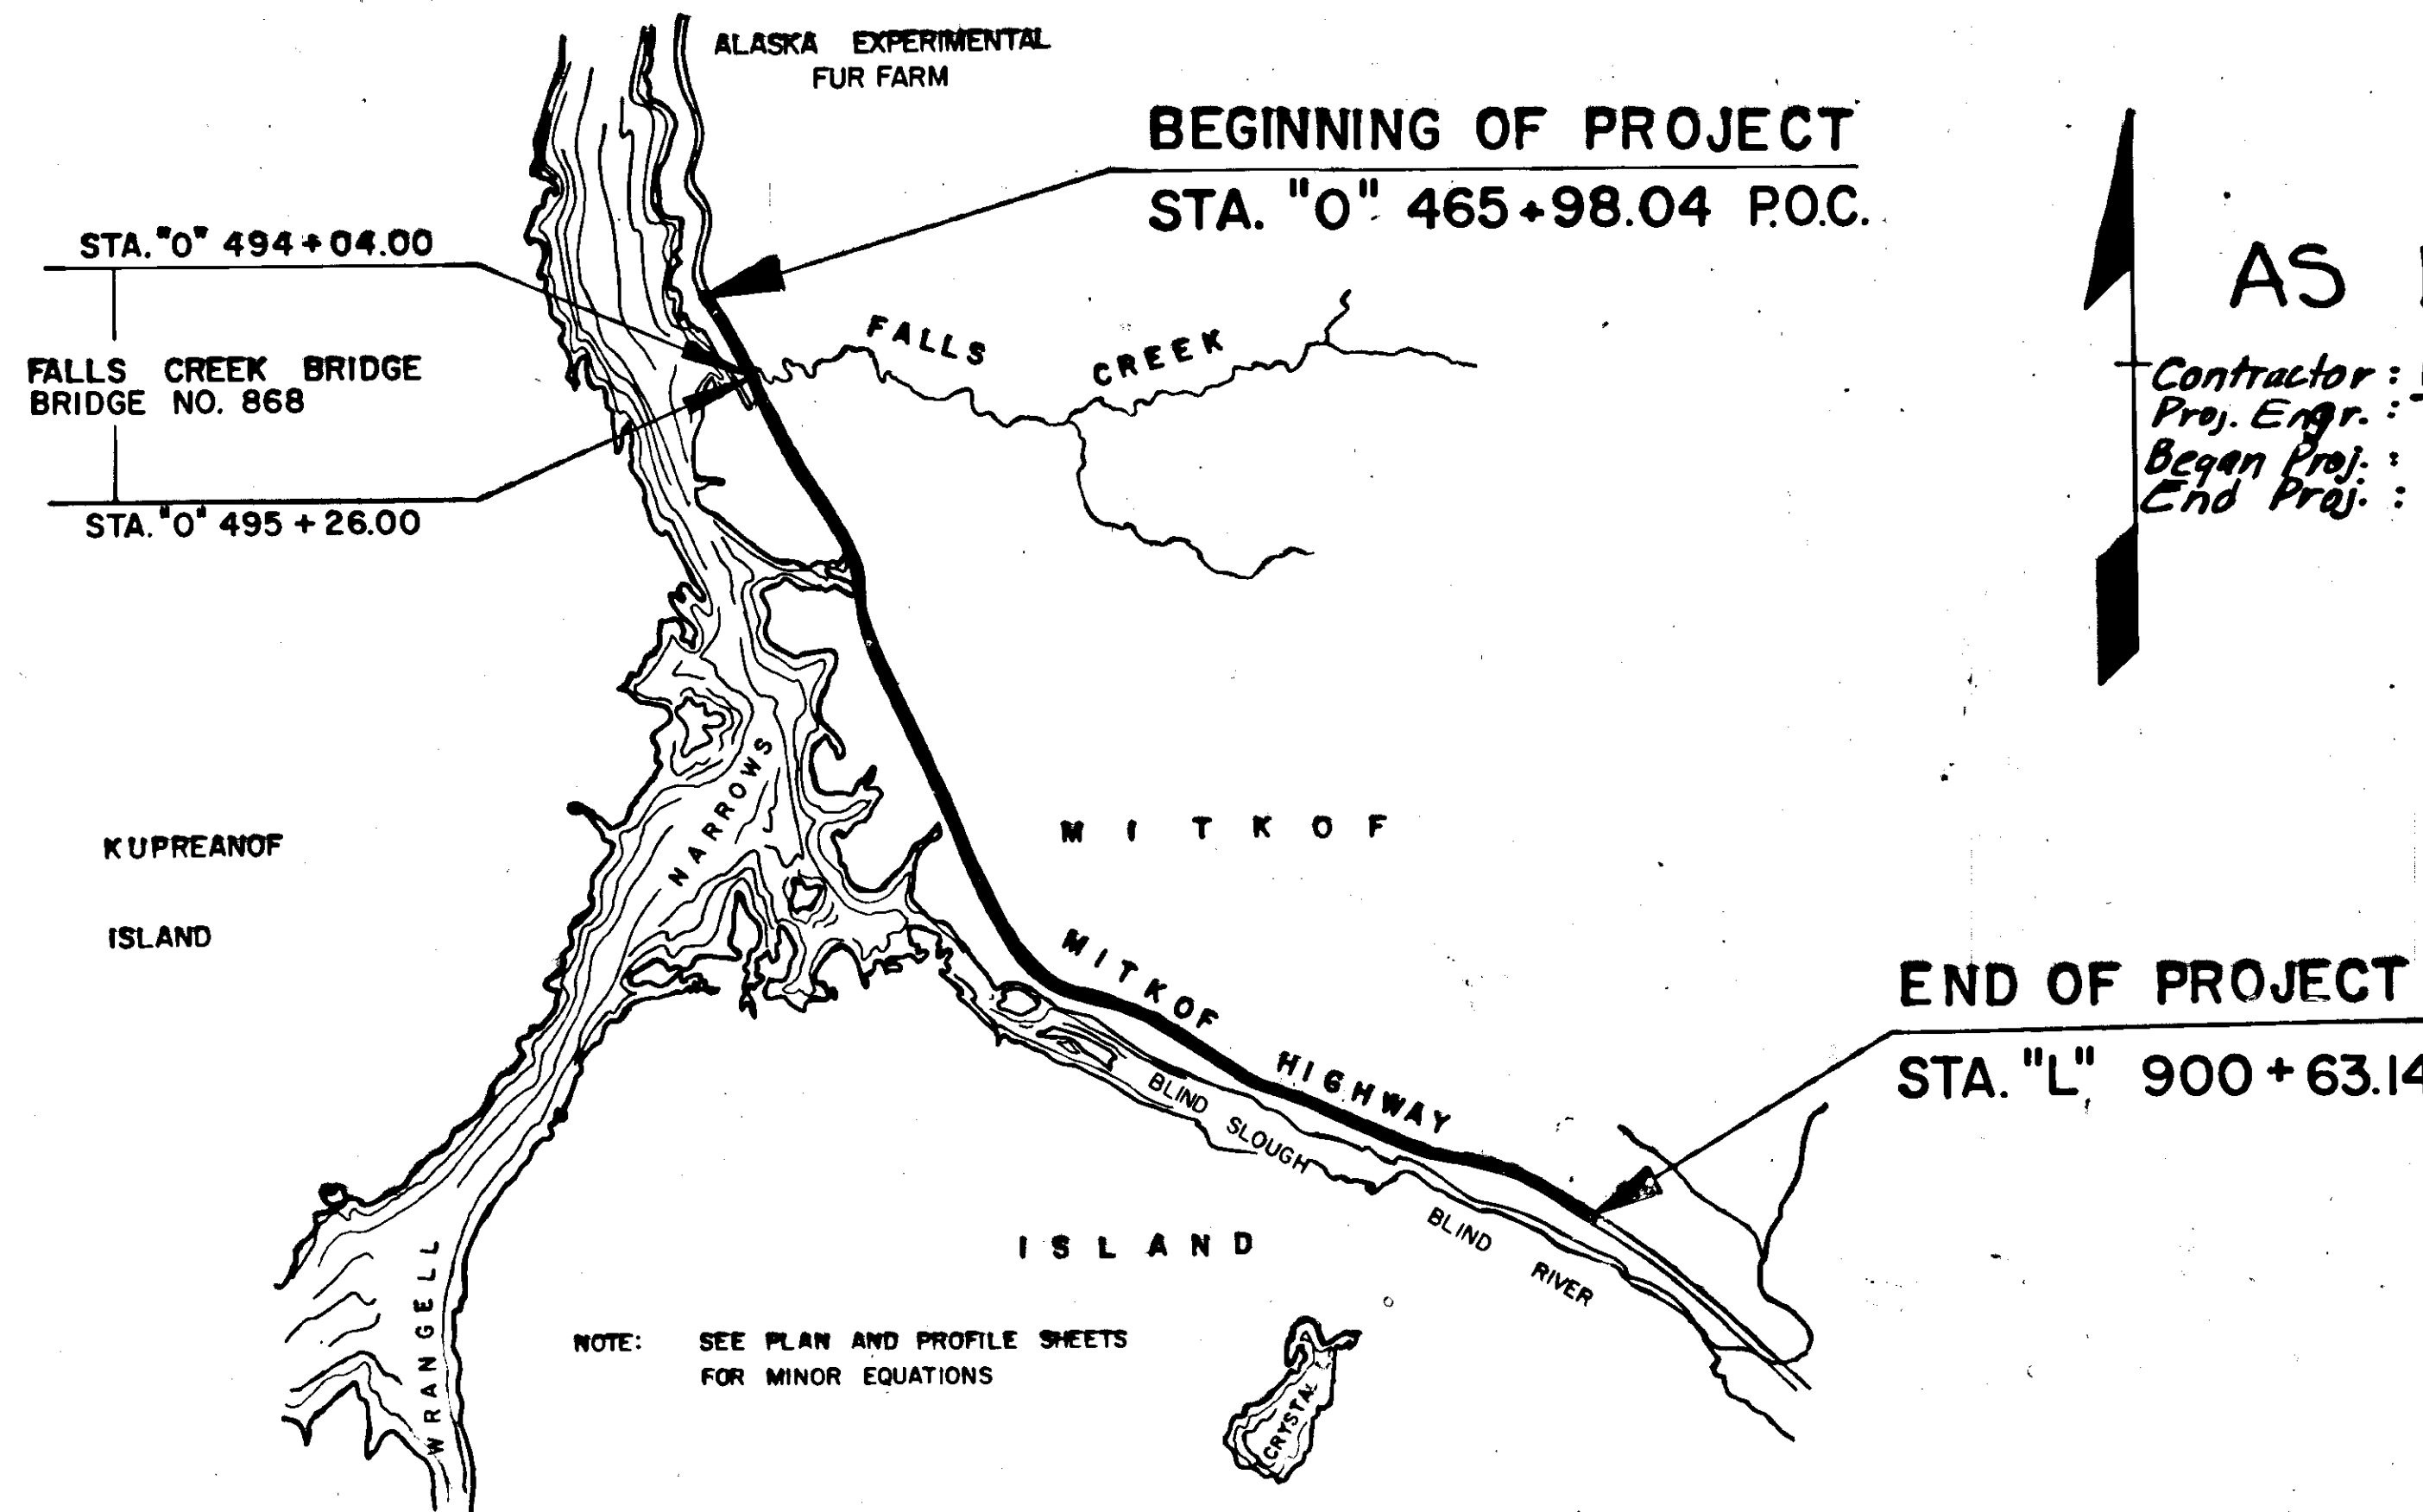 ALASKA EXPERIMENTAL
FUR FARM
BEGINNING OF PROJECT
STA. "O" 465+98.04 P.O.C.
STA. "O" 494+04.00
FALLS CREEK BRIDGE
BRIDGE NO. 868
STA. "O" 495+26.00
FALLS CREEK
AS
Contractor:
Proj. Engr.:
Began Proj.:
End Proj.:
KUPREANOF
ISLAND
NARROWS
MITKOF
MITKOF HIGHWAY
END OF PROJECT
STA. "L" 900+63.14
BLIND SLOUGH
BLIND RIVER
ISLAND
WRANGELL
NOTE: SEE PLAN AND PROFILE SHEETS
FOR MINOR EQUATIONS
CRYSTAL